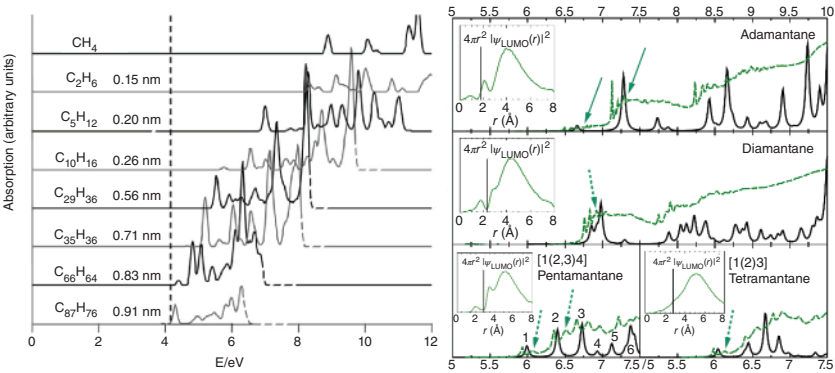 Absorption (arbitrary units)
CH4
C2H6 0.15 nm
C5H12 0.20 nm
C10H16 0.26 nm
C29H36 0.56 nm
C35H36 0.71 nm
C66H64 0.83 nm
C87H76 0.91 nm
0 2 4 6 8 10 12
E/eV
5 5.5 6 6.5 7 7.5 8 8.5 9 9.5 10
4πr² |ψLUMO(r)|²
0 2 4 6 8
r (Å)
Adamantane
4πr² |ψLUMO(r)|²
0 2 4 6 8
r (Å)
Diamantane
4πr² |ψLUMO(r)|²
0 2 4 6 8
r (Å)
[1(2,3)4]
Pentamantane
1 2 3 4 5 6
4πr² |ψLUMO(r)|²
0 2 4 6 8
r (Å)
[1(2)3]
Tetramantane
5 5.5 6 6.5 7 7.5 5.5 6 6.5 7 7.5